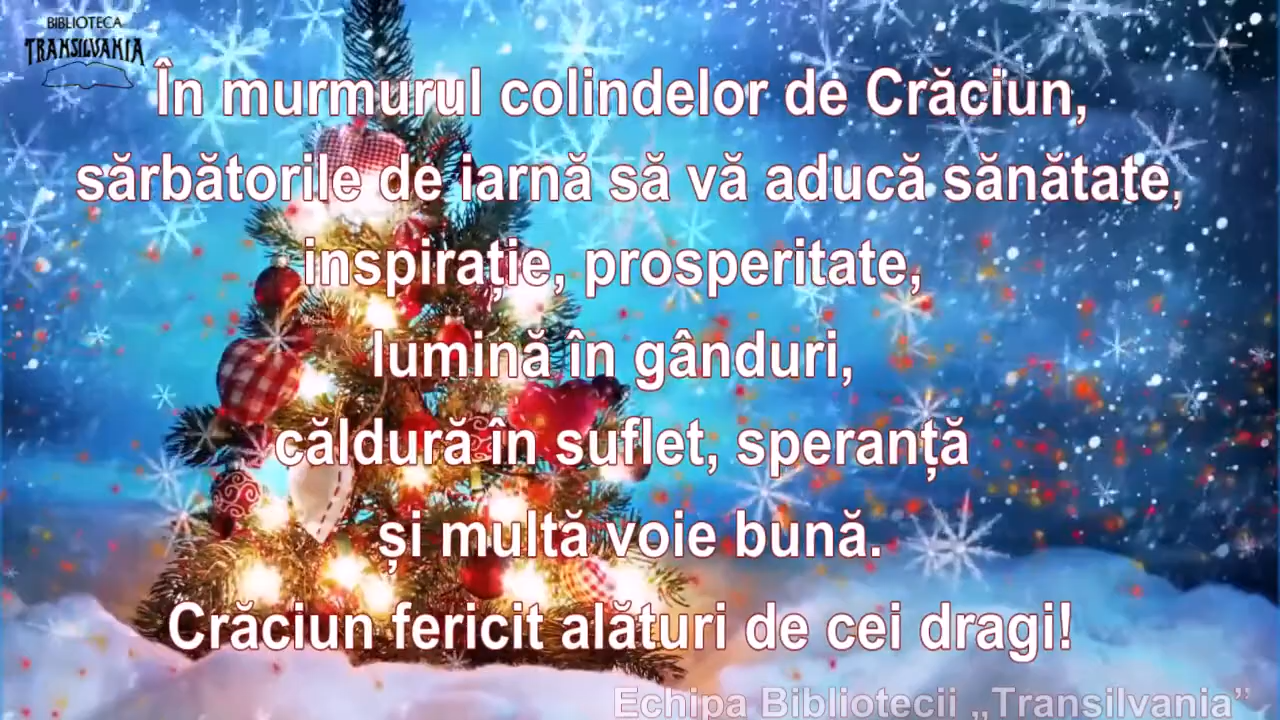 BIBLIOTECA
TRANSILVANIA
În murmurul colindelor de Crăciun,
sărbătorile de iarnă să vă aducă sănătate,
inspirație, prosperitate,
lumină în gânduri,
căldură în suflet, speranță
și multă voie bună.
Crăciun fericit alături de cei dragi!
Echipa Bibliotecii „Transilvania”